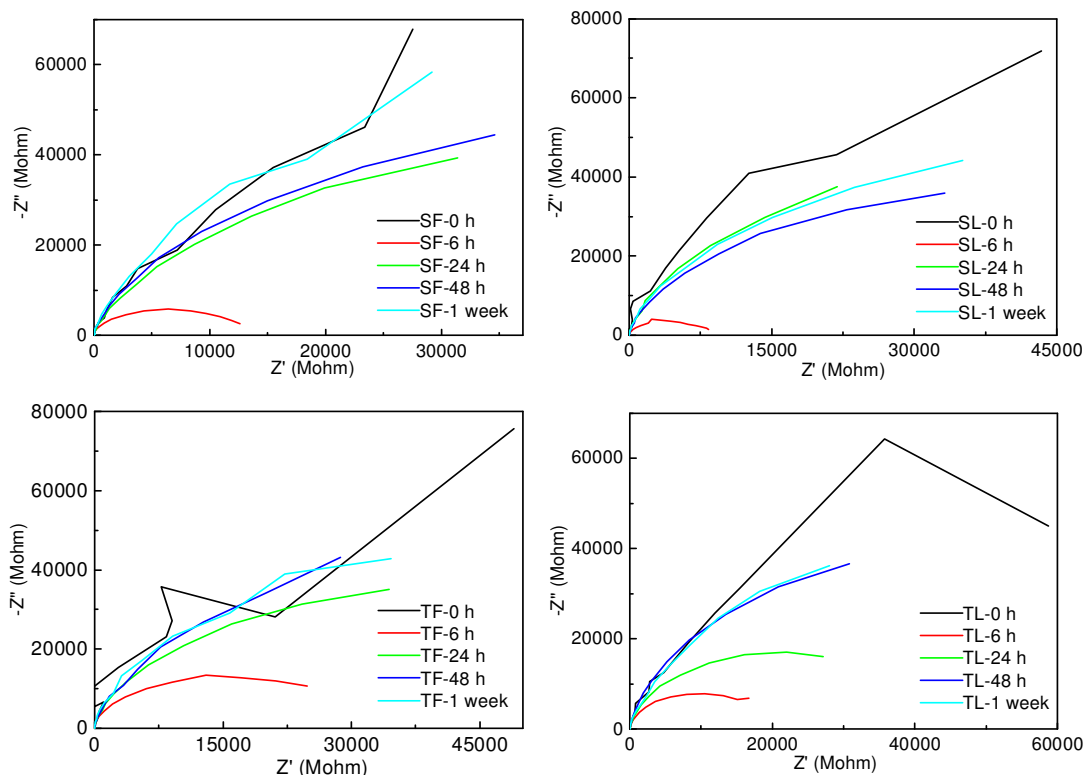 60000
40000
20000
0
-Z" (Mohm)
0 10000 20000 30000
Z' (Mohm)
SF-0 h
SF-6 h
SF-24 h
SF-48 h
SF-1 week
80000
60000
40000
20000
0
-Z" (Mohm)
0 15000 30000 45000
Z' (Mohm)
SL-0 h
SL-6 h
SL-24 h
SL-48 h
SL-1 week
80000
60000
40000
20000
0
-Z" (Mohm)
0 15000 30000 45000
Z' (Mohm)
TF-0 h
TF-6 h
TF-24 h
TF-48 h
TF-1 week
60000
40000
20000
0
-Z" (Mohm)
0 20000 40000 60000
Z' (Mohm)
TL-0 h
TL-6 h
TL-24 h
TL-48 h
TL-1 week